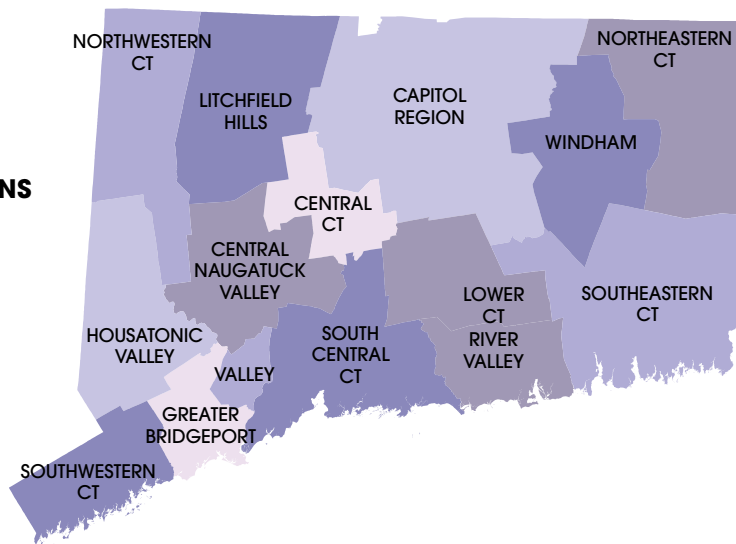 NORTHWESTERN
CT
LITCHFIELD
HILLS
CAPITOL
REGION
NORTHEASTERN
CT
WINDHAM
NS
CENTRAL
CT
CENTRAL
NAUGATUCK
VALLEY
LOWER
CT
RIVER
VALLEY
SOUTHEASTERN
CT
HOUSATONIC
VALLEY
SOUTH
CENTRAL
CT
VALLEY
GREATER
BRIDGEPORT
SOUTHWESTERN
CT